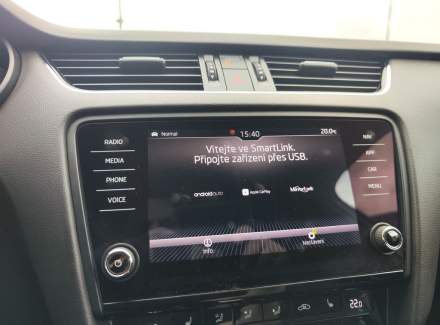 RADIO
MEDIA
PHONE
VOICE
Normal
15:40
20.0°C
Vítejte ve SmartLink.
Připojte zařízení přes USB.
androidauto
Apple CarPlay
MirrorLink
Info
Nastavení
NAV
APP
CAR
MENU
22.0